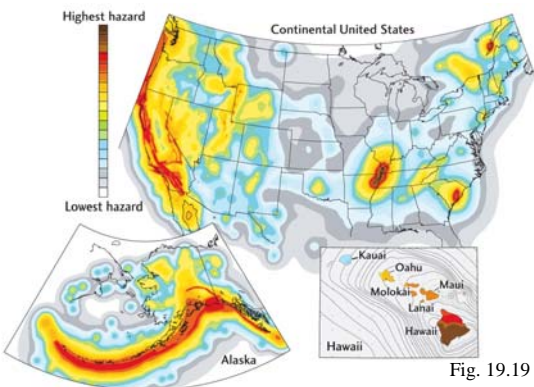 Highest hazard
Continental United States
Lowest hazard
Kauai
Oahu
Molokai
Maui
Lanai
Hawaii
Hawaii
Alaska
Fig. 19.19